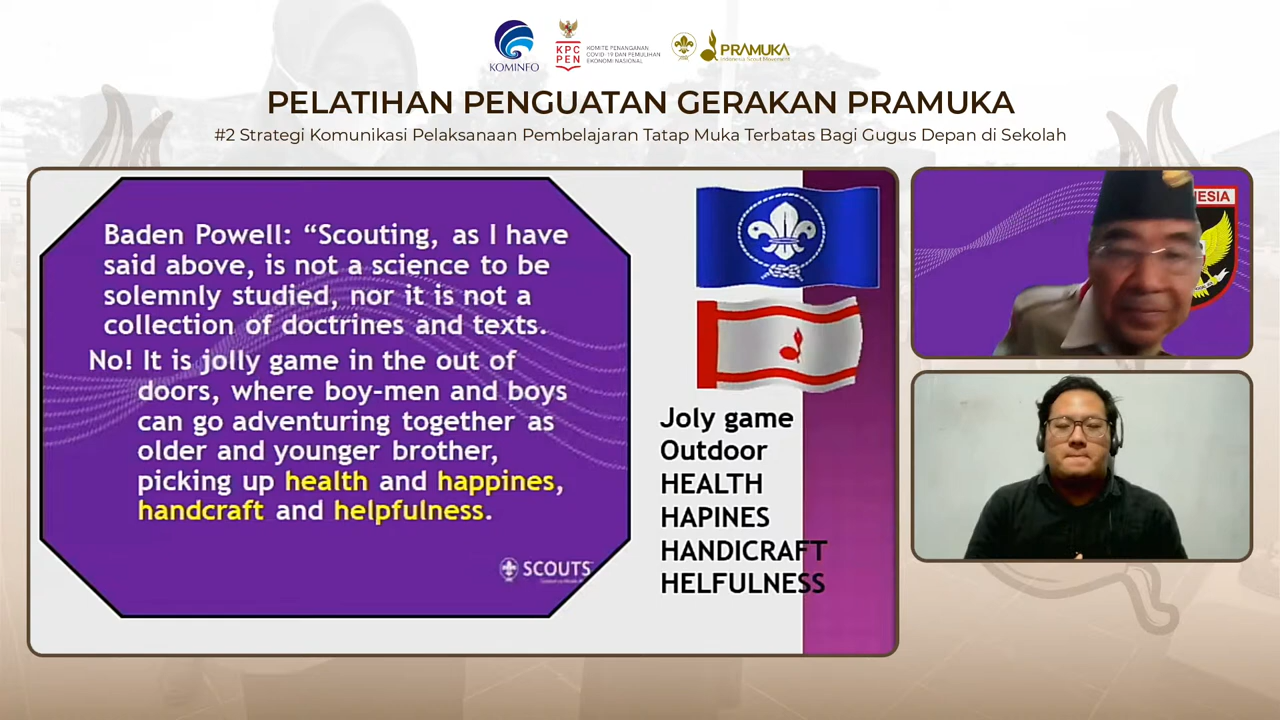 KOMINFO
KPC
PEN
KOMITE PENANGANAN
COVID-19 DAN PEMULIHAN
EKONOMI NASIONAL
PRAMUKA
Indonesia Scout Movement
PELATIHAN PENGUATAN GERAKAN PRAMUKA
#2 Strategi Komunikasi Pelaksanaan Pembelajaran Tatap Muka Terbatas Bagi Gugus Depan di Sekolah
Baden Powell: “Scouting, as I have
said above, is not a science to be
solemnly studied, nor it is not a
collection of doctrines and texts.
No! It is jolly game in the out of
doors, where boy-men and boys
can go adventuring together as
older and younger brother,
picking up health and happines,
handcraft and helpfulness.
SCOUTS
Joly game
Outdoor
HEALTH
HAPINES
HANDICRAFT
HELFULNESS
NESIA